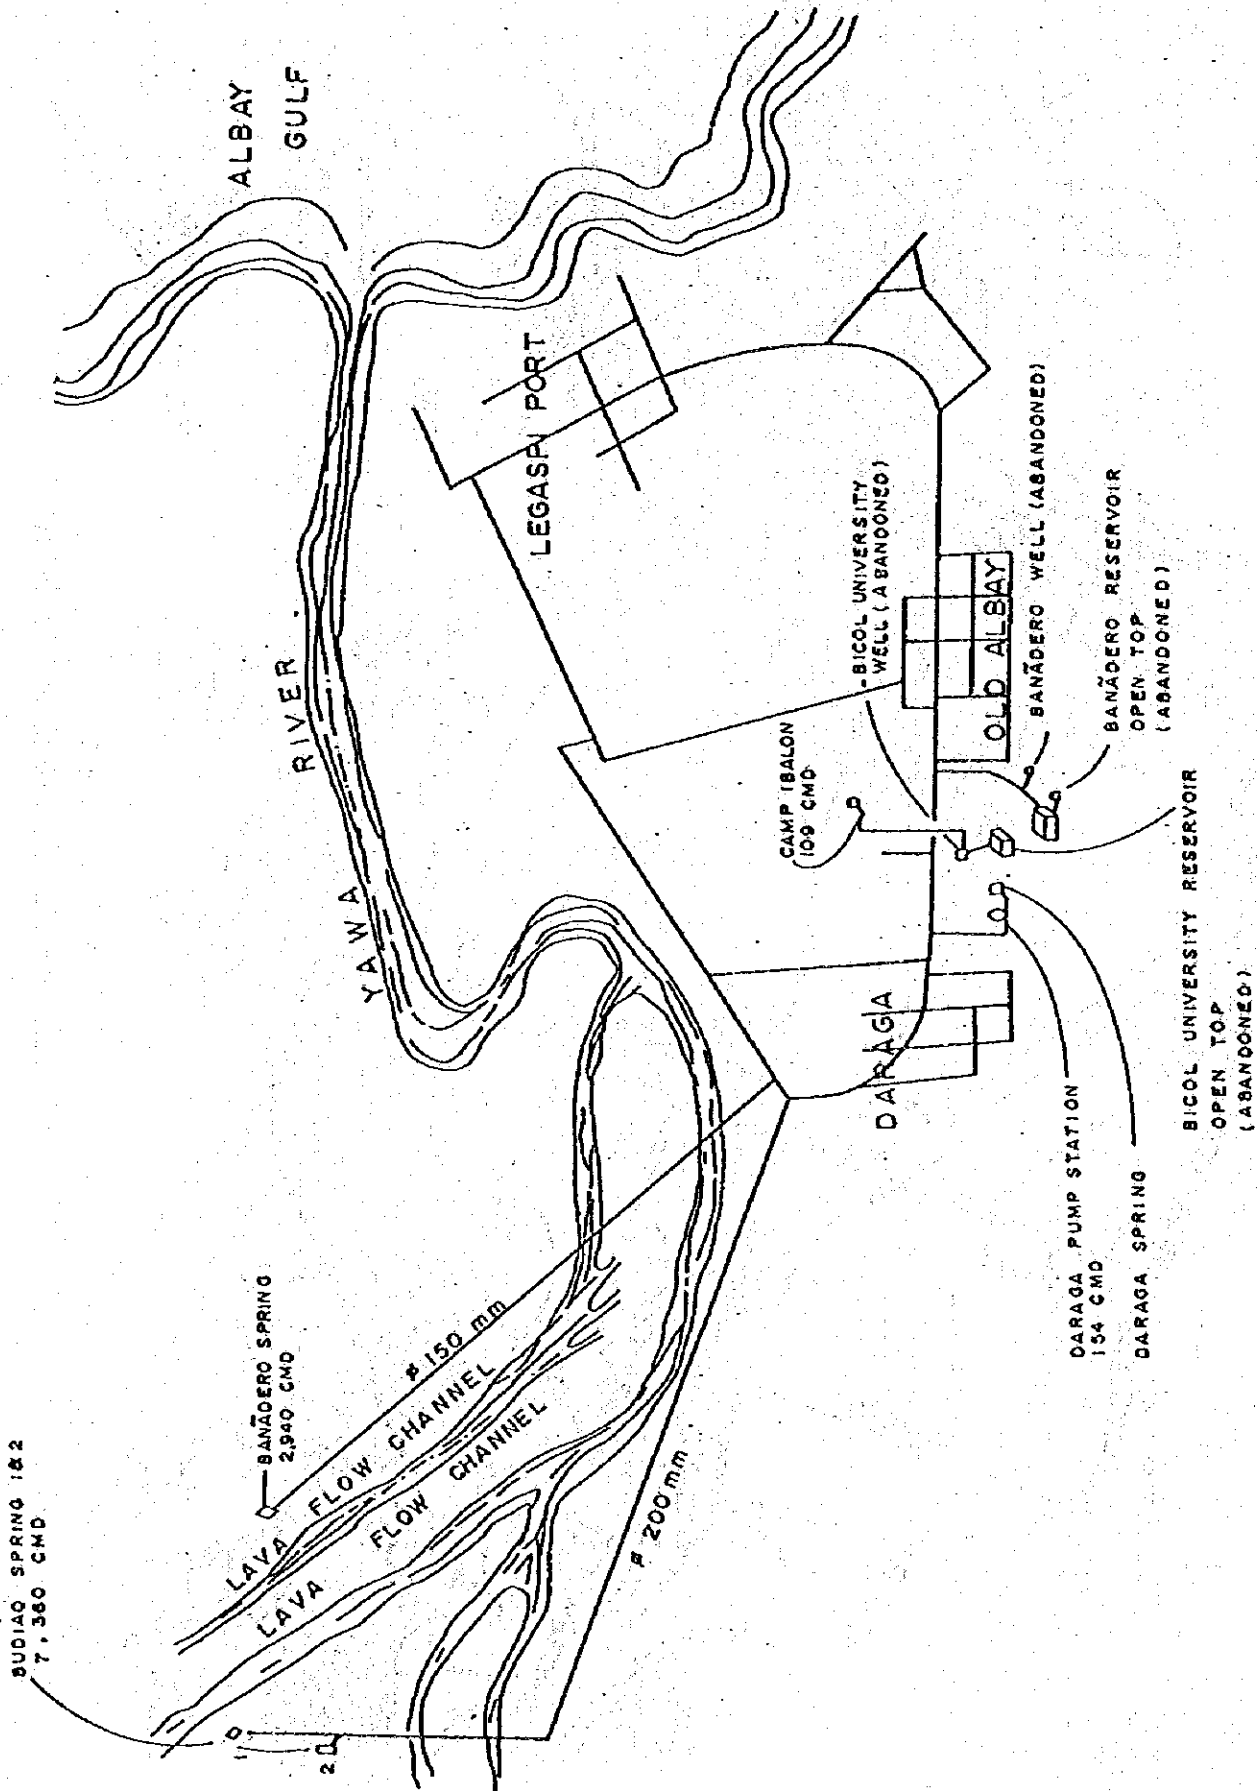 BUDIAO SPRING 1&2
7,360 CMD
1
2
BAÑADERO SPRING
2,940 CMD
LAVA FLOW CHANNEL
LAVA FLOW CHANNEL
ø 150 mm
ø 200 mm
YAWA RIVER
ALBAY
GULF
LEGASPI PORT
DARAGA
CAMP IBALON
109 CMD
BICOL UNIVERSITY
WELL (ABANDONED)
OLD ALBAY
BAÑADERO WELL (ABANDONED)
BAÑADERO RESERVOIR
OPEN TOP
(ABANDONED)
BICOL UNIVERSITY RESERVOIR
OPEN TOP
(ABANDONED)
DARAGA PUMP STATION
154 CMD
DARAGA SPRING